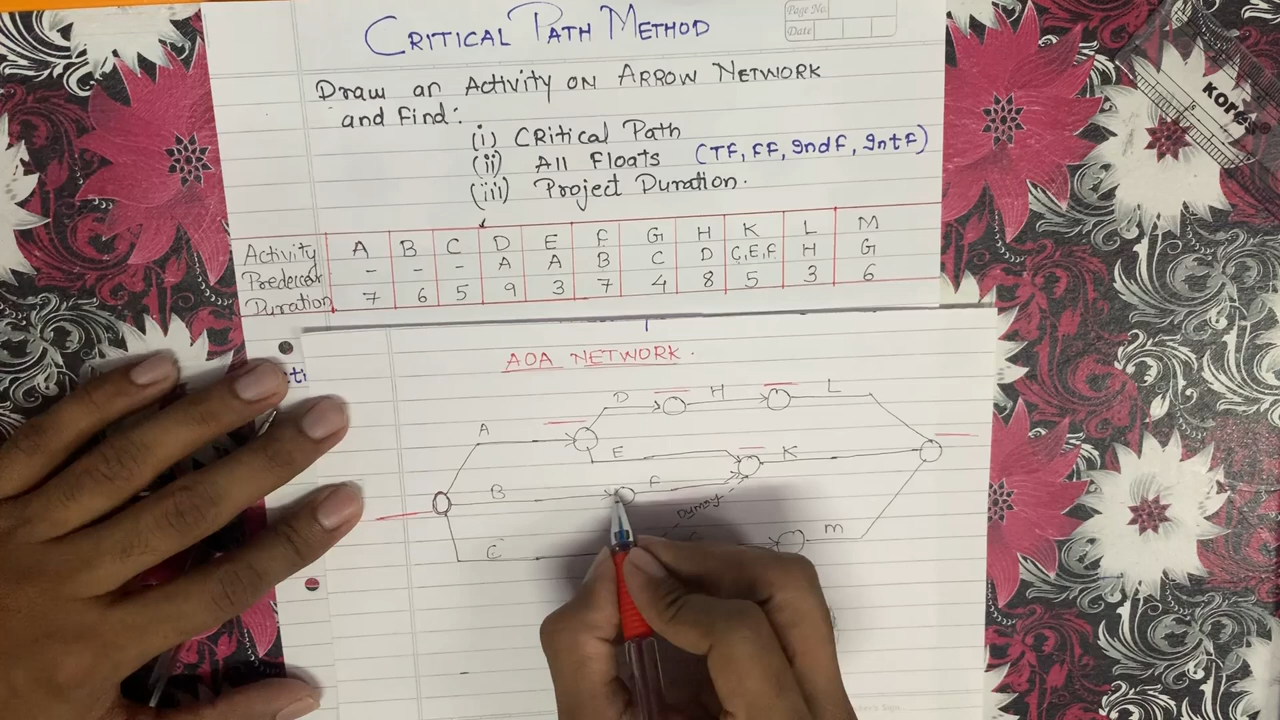 CRITICAL PATH METHOD
Page No.
Date
Draw an Activity ON ARROW NETWORK
and Find:
(i) CRitical Path
(ii) All Floats (TF, FF, IndF, IntF)
(iii) Project Duration.
kores
Activity A B C D E F G H K L M
- - - A A B C D C,E,F H G
Duration 7 6 5 9 3 7 4 8 5 3 6
AOA NETWORK.
D H L
A
E K
B F
Dummy
C G M